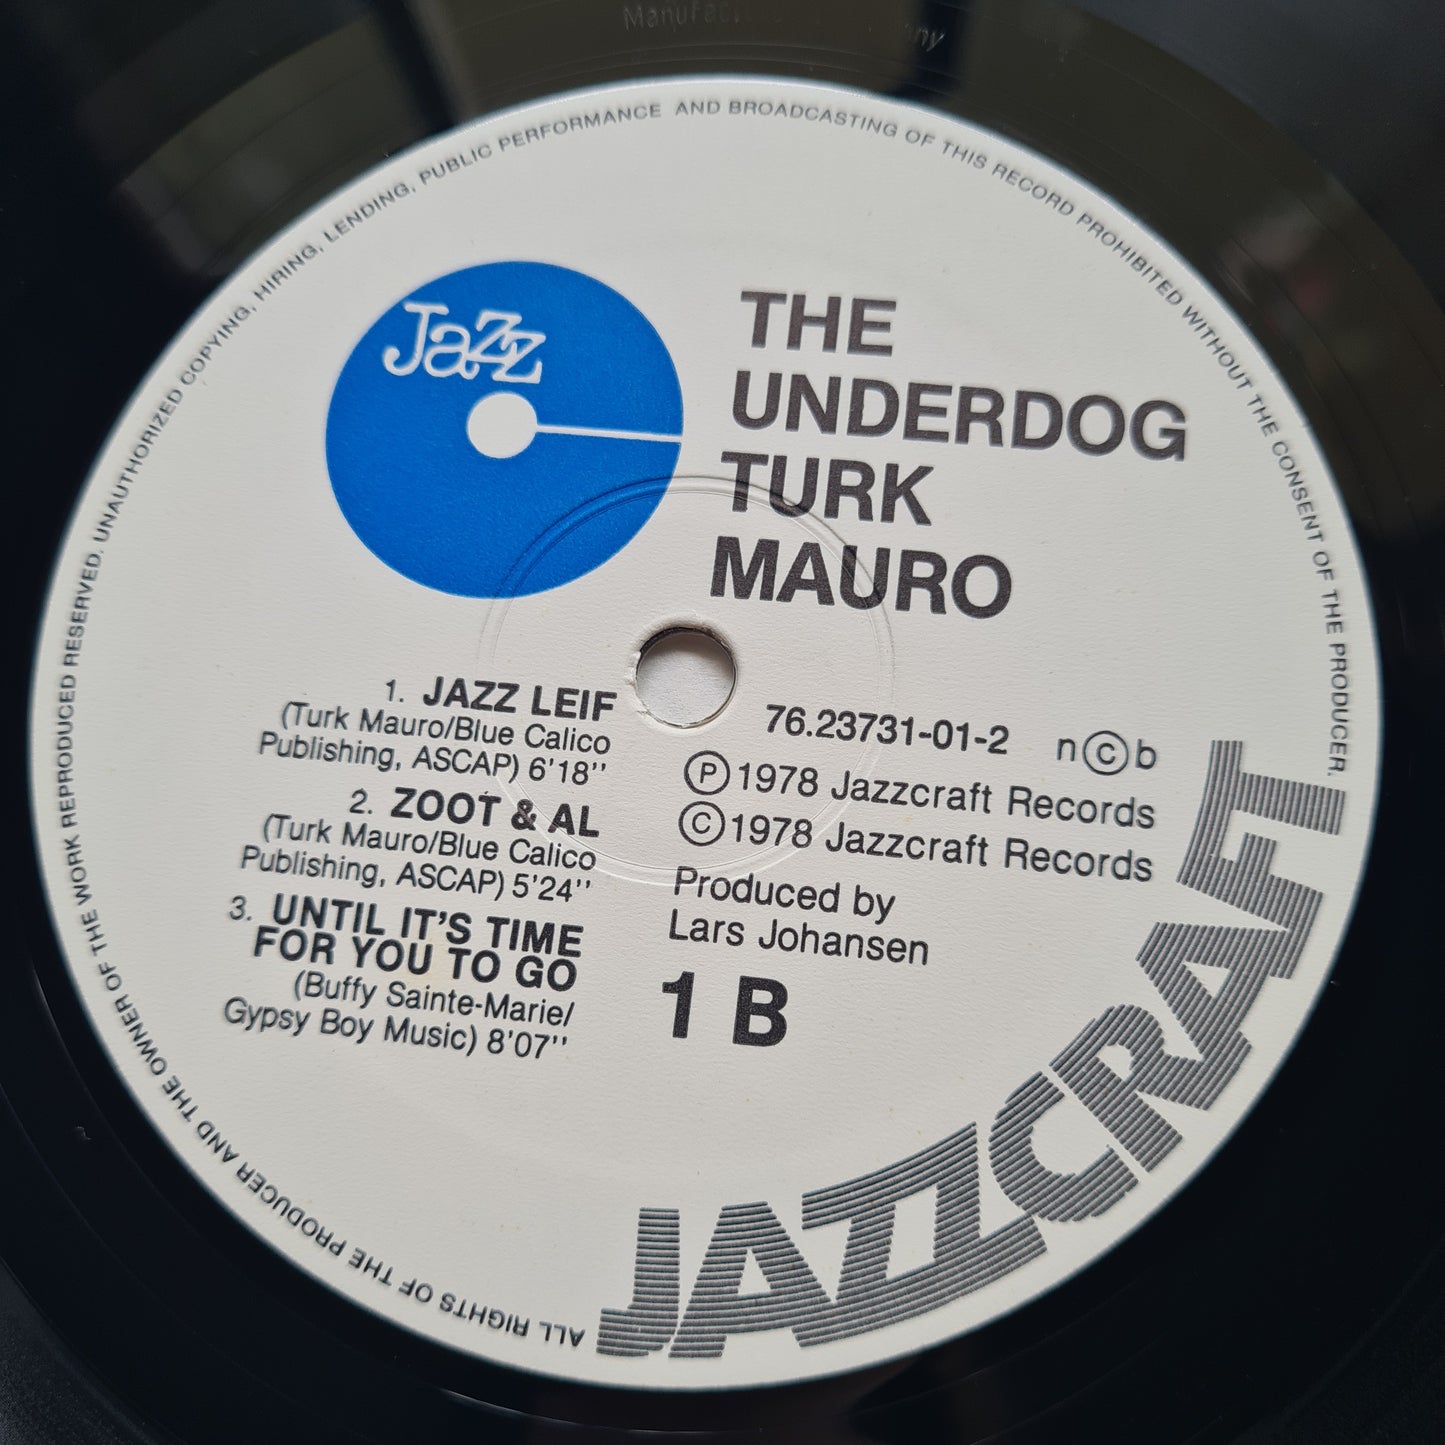 ALL RIGHTS OF THE PRODUCER AND THE OWNER OF THE WORK REPRODUCED RESERVED. UNAUTHORIZED COPYING, HIRING, LENDING, PUBLIC PERFORMANCE AND BROADCASTING OF THIS RECORD PROHIBITED WITHOUT THE CONSENT OF THE PRODUCER.
Jazz
THE
UNDERDOG
TURK
MAURO
1. JAZZ LEIF
(Turk Mauro/Blue Calico
Publishing, ASCAP) 6'18''
2. ZOOT & AL
(Turk Mauro/Blue Calico
Publishing, ASCAP) 5'24''
3. UNTIL IT'S TIME
FOR YOU TO GO
(Buffy Sainte-Marie/
Gypsy Boy Music) 8'07''
76.23731-01-2 n©b
℗ 1978 Jazzcraft Records
© 1978 Jazzcraft Records
Produced by
Lars Johansen
1 B
JAZZCRAFT